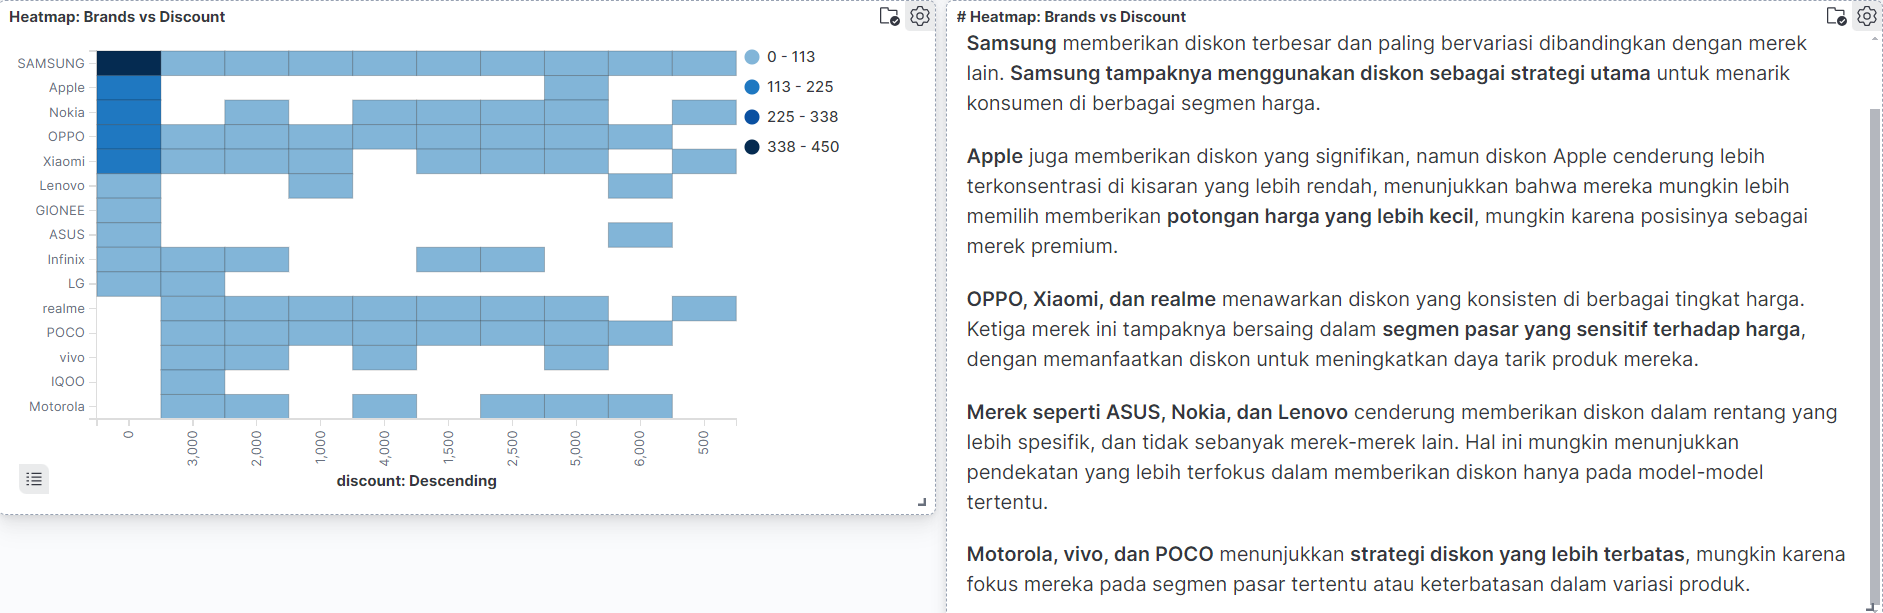 Heatmap: Brands vs Discount
SAMSUNG
Apple
Nokia
OPPO
Xiaomi
Lenovo
GIONEE
ASUS
Infinix
LG
realme
POCO
vivo
IQOO
Motorola
0
3,000
2,000
1,000
4,000
1,500
2,500
5,000
6,000
500
discount: Descending
0 - 113
113 - 225
225 - 338
338 - 450
# Heatmap: Brands vs Discount
Samsung memberikan diskon terbesar dan paling bervariasi dibandingkan dengan merek
lain. Samsung tampaknya menggunakan diskon sebagai strategi utama untuk menarik
konsumen di berbagai segmen harga.
Apple juga memberikan diskon yang signifikan, namun diskon Apple cenderung lebih
terkonsentrasi di kisaran yang lebih rendah, menunjukkan bahwa mereka mungkin lebih
memilih memberikan potongan harga yang lebih kecil, mungkin karena posisinya sebagai
merek premium.
OPPO, Xiaomi, dan realme menawarkan diskon yang konsisten di berbagai tingkat harga.
Ketiga merek ini tampaknya bersaing dalam segmen pasar yang sensitif terhadap harga,
dengan memanfaatkan diskon untuk meningkatkan daya tarik produk mereka.
Merek seperti ASUS, Nokia, dan Lenovo cenderung memberikan diskon dalam rentang yang
lebih spesifik, dan tidak sebanyak merek-merek lain. Hal ini mungkin menunjukkan
pendekatan yang lebih terfokus dalam memberikan diskon hanya pada model-model
tertentu.
Motorola, vivo, dan POCO menunjukkan strategi diskon yang lebih terbatas, mungkin karena
fokus mereka pada segmen pasar tertentu atau keterbatasan dalam variasi produk.